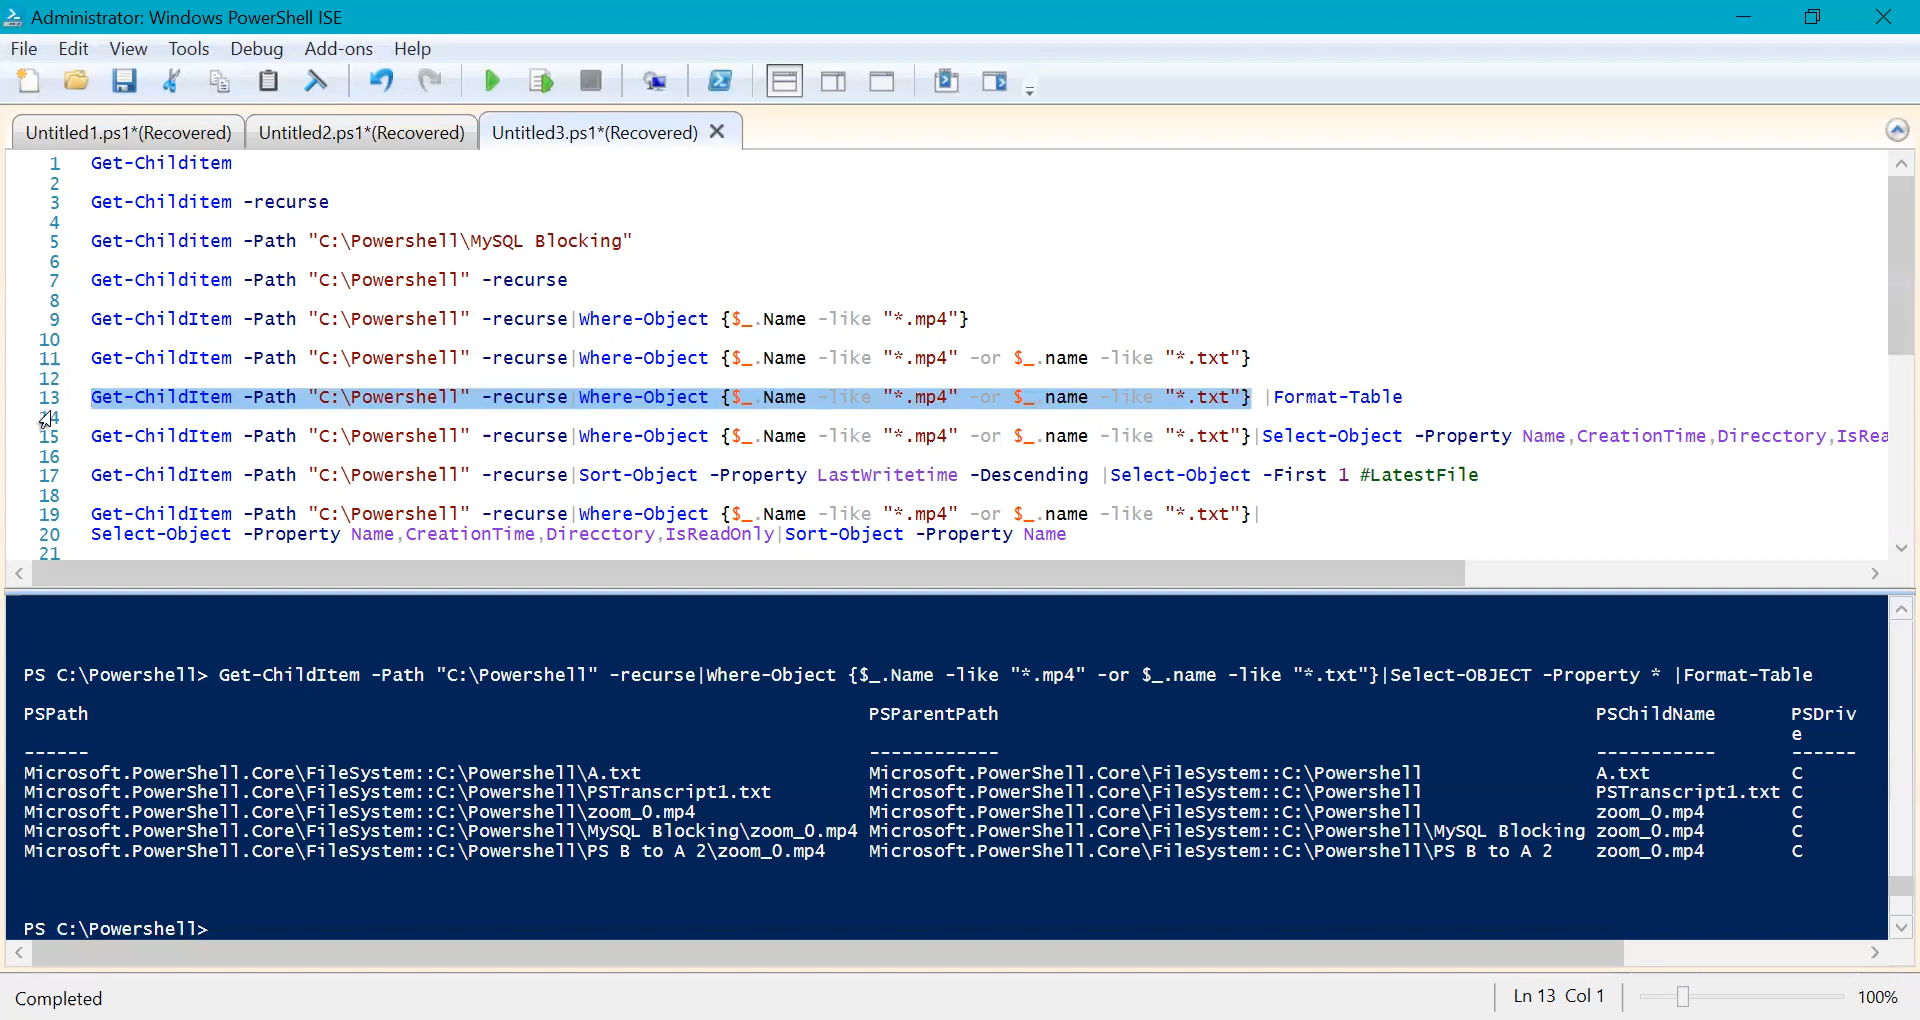 Administrator: Windows PowerShell ISE
File Edit View Tools Debug Add-ons Help
Untitled1.ps1*(Recovered) Untitled2.ps1*(Recovered) Untitled3.ps1*(Recovered)
1 Get-Childitem
2
3 Get-Childitem -recurse
4
5 Get-Childitem -Path "C:\Powershell\MySQL Blocking"
6
7 Get-Childitem -Path "C:\Powershell" -recurse
8
9 Get-ChildItem -Path "C:\Powershell" -recurse|Where-Object {$_.Name -like "*.mp4"}
10
11 Get-ChildItem -Path "C:\Powershell" -recurse|Where-Object {$_.Name -like "*.mp4" -or $_.name -like "*.txt"}
12
13 Get-ChildItem -Path "C:\Powershell" -recurse|Where-Object {$_.Name -like "*.mp4" -or $_.name -like "*.txt"} |Format-Table
14
15 Get-ChildItem -Path "C:\Powershell" -recurse|Where-Object {$_.Name -like "*.mp4" -or $_.name -like "*.txt"}|Select-Object -Property Name,CreationTime,Direcctory,IsRea
16
17 Get-ChildItem -Path "C:\Powershell" -recurse|Sort-Object -Property LastWritetime -Descending |Select-Object -First 1 #LatestFile
18
19 Get-ChildItem -Path "C:\Powershell" -recurse|Where-Object {$_.Name -like "*.mp4" -or $_.name -like "*.txt"}|
20 Select-Object -Property Name,CreationTime,Direcctory,IsReadOnly|Sort-Object -Property Name
21
PS C:\Powershell> Get-ChildItem -Path "C:\Powershell" -recurse|Where-Object {$_.Name -like "*.mp4" -or $_.name -like "*.txt"}|Select-OBJECT -Property * |Format-Table
PSPath PSParentPath PSChildName PSDriv
e
------ ------------ ----------- ------
Microsoft.PowerShell.Core\FileSystem::C:\Powershell\A.txt Microsoft.PowerShell.Core\FileSystem::C:\Powershell A.txt C
Microsoft.PowerShell.Core\FileSystem::C:\Powershell\PSTranscript1.txt Microsoft.PowerShell.Core\FileSystem::C:\Powershell PSTranscript1.txt C
Microsoft.PowerShell.Core\FileSystem::C:\Powershell\zoom_0.mp4 Microsoft.PowerShell.Core\FileSystem::C:\Powershell zoom_0.mp4 C
Microsoft.PowerShell.Core\FileSystem::C:\Powershell\MySQL Blocking\zoom_0.mp4 Microsoft.PowerShell.Core\FileSystem::C:\Powershell\MySQL Blocking zoom_0.mp4 C
Microsoft.PowerShell.Core\FileSystem::C:\Powershell\PS B to A 2\zoom_0.mp4 Microsoft.PowerShell.Core\FileSystem::C:\Powershell\PS B to A 2 zoom_0.mp4 C
PS C:\Powershell>
Completed Ln 13 Col 1 100%